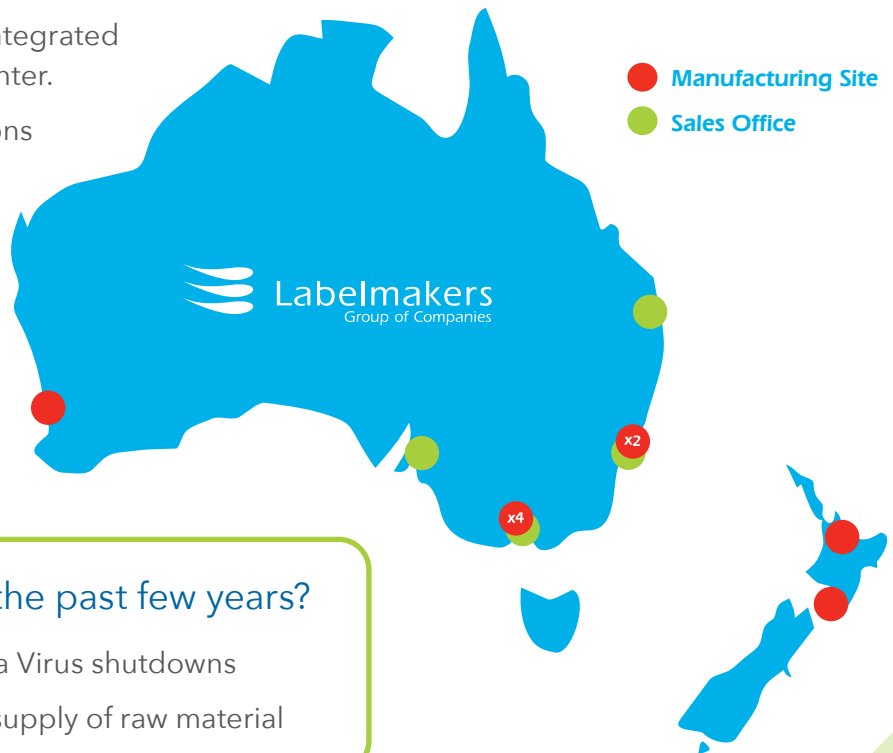 ntegrated
nter.
ons
Manufacturing Site
Sales Office
Labelmakers
Group of Companies
x2
x4
the past few years?
a Virus shutdowns
supply of raw material